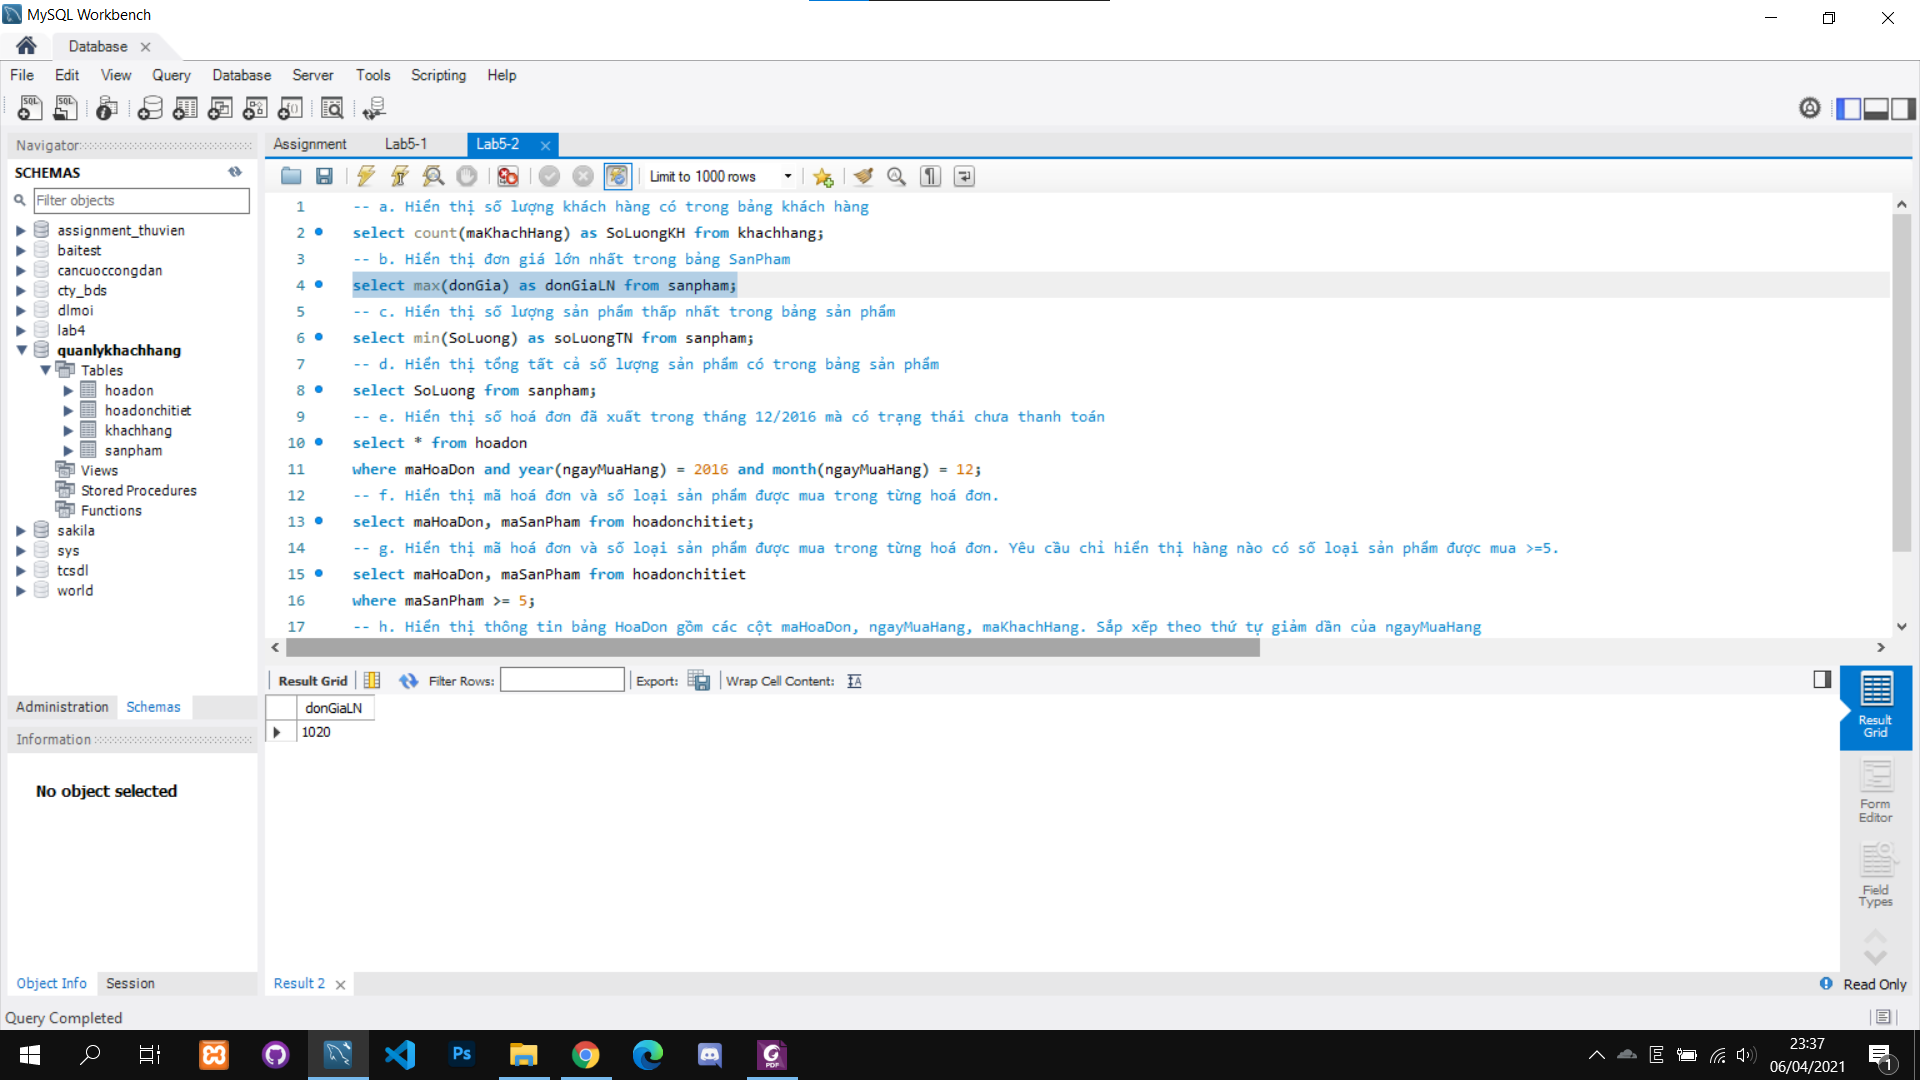 MySQL Workbench
Database
File Edit View Query Database Server Tools Scripting Help
Navigator
SCHEMAS
Filter objects
assignment_thuvien
baitest
cancuoccongdan
cty_bds
dlmoi
lab4
quanlykhachhang
Tables
hoadon
hoadonchitiet
khachhang
sanpham
Views
Stored Procedures
Functions
sakila
sys
tcsdl
world
Administration Schemas
Information
No object selected
Object Info Session
Assignment Lab5-1 Lab5-2
Limit to 1000 rows
1 -- a. Hiển thị số lượng khách hàng có trong bảng khách hàng
2 select count(maKhachHang) as SoLuongKH from khachhang;
3 -- b. Hiển thị đơn giá lớn nhất trong bảng SanPham
4 select max(donGia) as donGiaLN from sanpham;
5 -- c. Hiển thị số lượng sản phẩm thấp nhất trong bảng sản phẩm
6 select min(SoLuong) as soLuongTN from sanpham;
7 -- d. Hiển thị tổng tất cả số lượng sản phẩm có trong bảng sản phẩm
8 select SoLuong from sanpham;
9 -- e. Hiển thị số hoá đơn đã xuất trong tháng 12/2016 mà có trạng thái chưa thanh toán
10 select * from hoadon
11 where maHoaDon and year(ngayMuaHang) = 2016 and month(ngayMuaHang) = 12;
12 -- f. Hiển thị mã hoá đơn và số loại sản phẩm được mua trong từng hoá đơn.
13 select maHoaDon, maSanPham from hoadonchitiet;
14 -- g. Hiển thị mã hoá đơn và số loại sản phẩm được mua trong từng hoá đơn. Yêu cầu chỉ hiển thị hàng nào có số loại sản phẩm được mua >=5.
15 select maHoaDon, maSanPham from hoadonchitiet
16 where maSanPham >= 5;
17 -- h. Hiển thị thông tin bảng HoaDon gồm các cột maHoaDon, ngayMuaHang, maKhachHang. Sắp xếp theo thứ tự giảm dần của ngayMuaHang
Result Grid Filter Rows: Export: Wrap Cell Content:
donGiaLN
1020
Result Grid
Form Editor
Field Types
Result 2
Read Only
Query Completed
23:37
06/04/2021
1